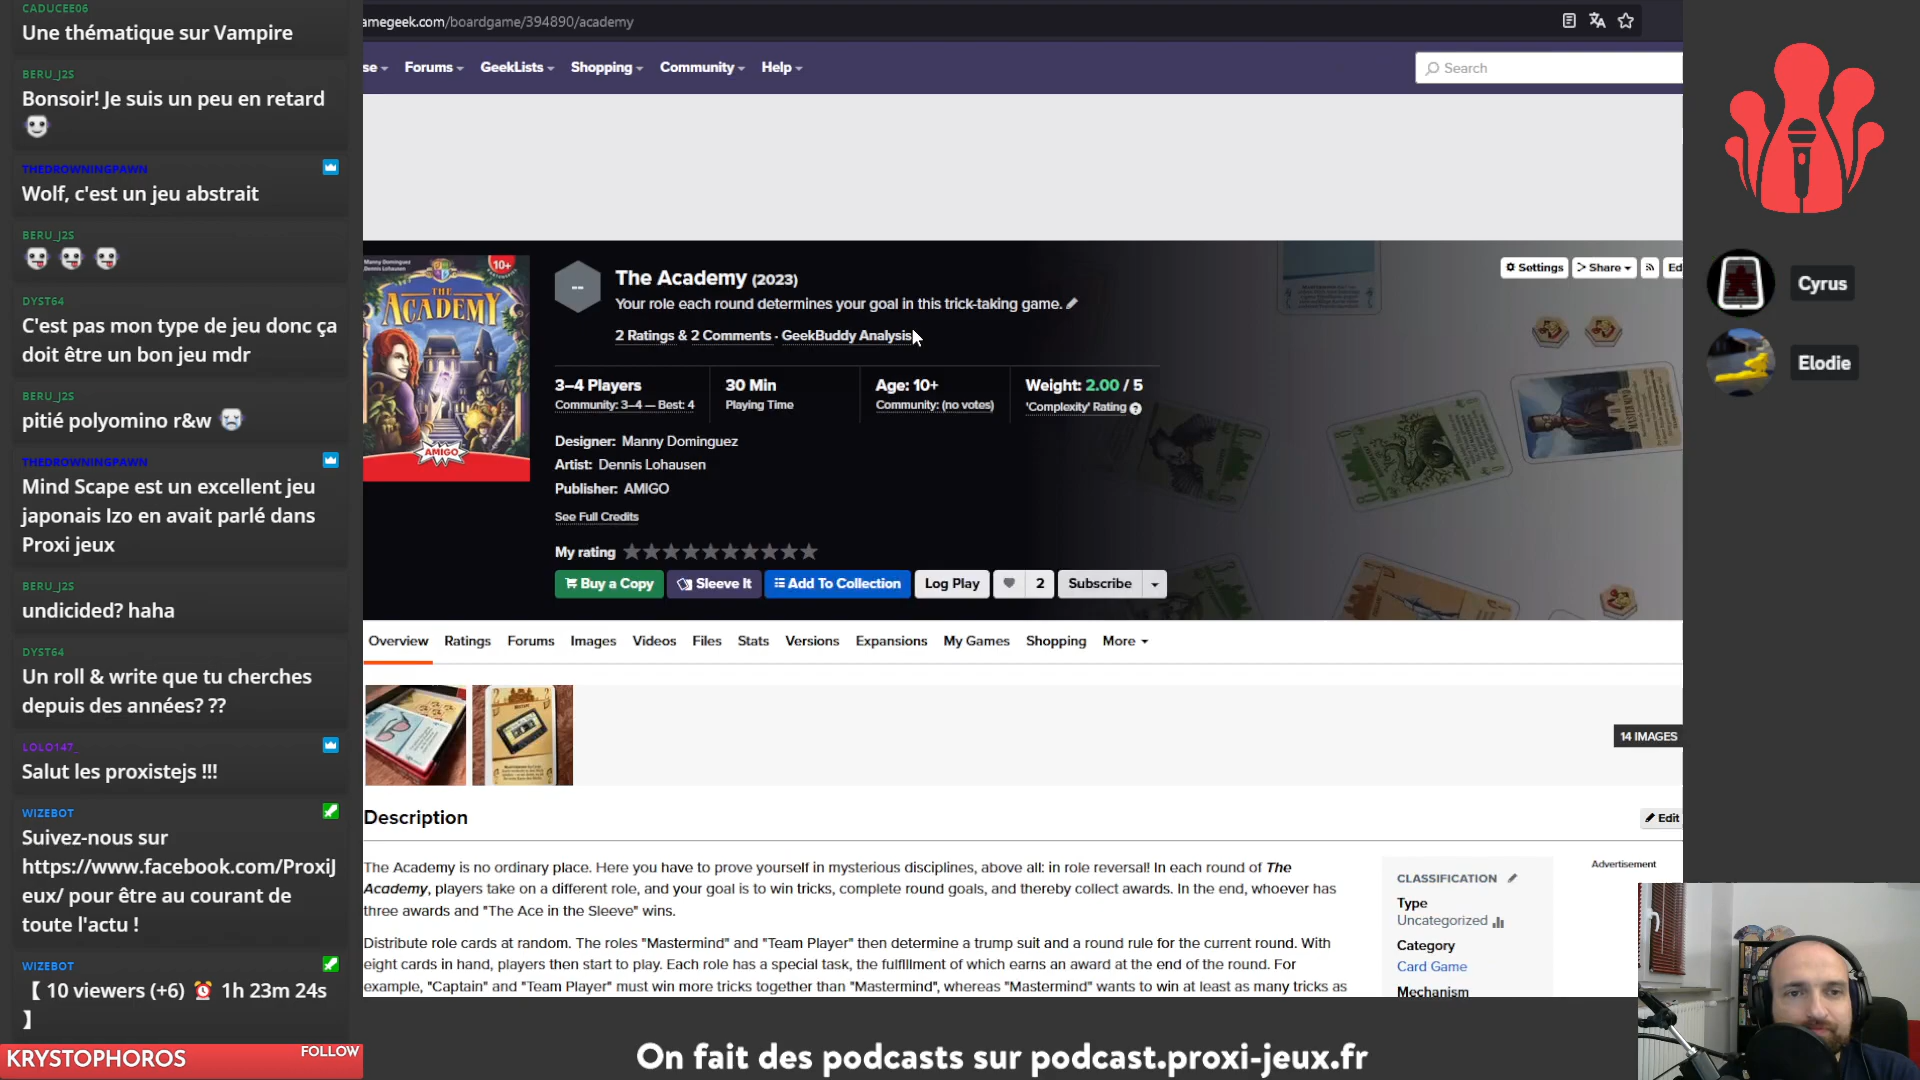 CADUCEE06
Une thématique sur Vampire
BERU_J2S
Bonsoir! Je suis un peu en retard
THEDROWNINGPAWN
Wolf, c'est un jeu abstrait
BERU_J2S
DYST64
C'est pas mon type de jeu donc ça
doit être un bon jeu mdr
BERU_J2S
pitié polyomino r&w
THEDROWNINGPAWN
Mind Scape est un excellent jeu
japonais Izo en avait parlé dans
Proxi jeux
BERU_J2S
undicided? haha
DYST64
Un roll & write que tu cherches
depuis des années? ??
LOLO147_
Salut les proxistejs !!!
WIZEBOT
Suivez-nous sur
https://www.facebook.com/ProxiJ
eux/ pour être au courant de
toute l'actu !
WIZEBOT
【 10 viewers (+6) ⏰ 1h 23m 24s
】
KRYSTOPHOROS
FOLLOW
amegeek.com/boardgame/394890/academy
se Forums GeekLists Shopping Community Help
Search
Manny Dominguez
Dennis Lohausen
10+
THE
ACADEMY
AMIGO
--
The Academy (2023)
Your role each round determines your goal in this trick-taking game.
2 Ratings & 2 Comments · GeekBuddy Analysis
Settings Share Ed
3–4 Players
Community: 3–4 — Best: 4
30 Min
Playing Time
Age: 10+
Community: (no votes)
Weight: 2.00 / 5
'Complexity' Rating
Designer: Manny Dominguez
Artist: Dennis Lohausen
Publisher: AMIGO
See Full Credits
My rating
Buy a Copy Sleeve It Add To Collection Log Play 2 Subscribe
MASTERMIND
Overview Ratings Forums Images Videos Files Stats Versions Expansions My Games Shopping More
14 IMAGES
Description
Edit
The Academy is no ordinary place. Here you have to prove yourself in mysterious disciplines, above all: in role reversal! In each round of The
Academy, players take on a different role, and your goal is to win tricks, complete round goals, and thereby collect awards. In the end, whoever has
three awards and "The Ace in the Sleeve" wins.
Distribute role cards at random. The roles "Mastermind" and "Team Player" then determine a trump suit and a round rule for the current round. With
eight cards in hand, players then start to play. Each role has a special task, the fulfillment of which earns an award at the end of the round. For
example, "Captain" and "Team Player" must win more tricks together than "Mastermind", whereas "Mastermind" wants to win at least as many tricks as
CLASSIFICATION
Type
Uncategorized
Category
Card Game
Mechanism
Advertisement
Cyrus
Elodie
On fait des podcasts sur podcast.proxi-jeux.fr